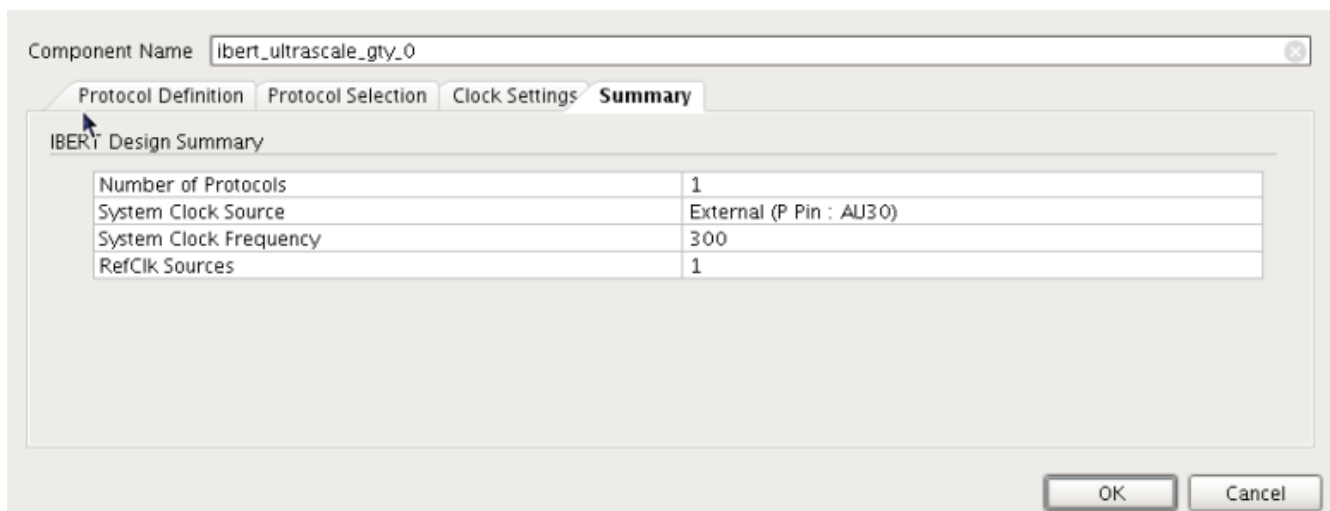 Component Name ibert_ultrascale_gty_0
Protocol Definition Protocol Selection Clock Settings Summary
IBERT Design Summary
Number of Protocols 1
System Clock Source External (P Pin : AU30)
System Clock Frequency 300
RefClk Sources 1
OK Cancel